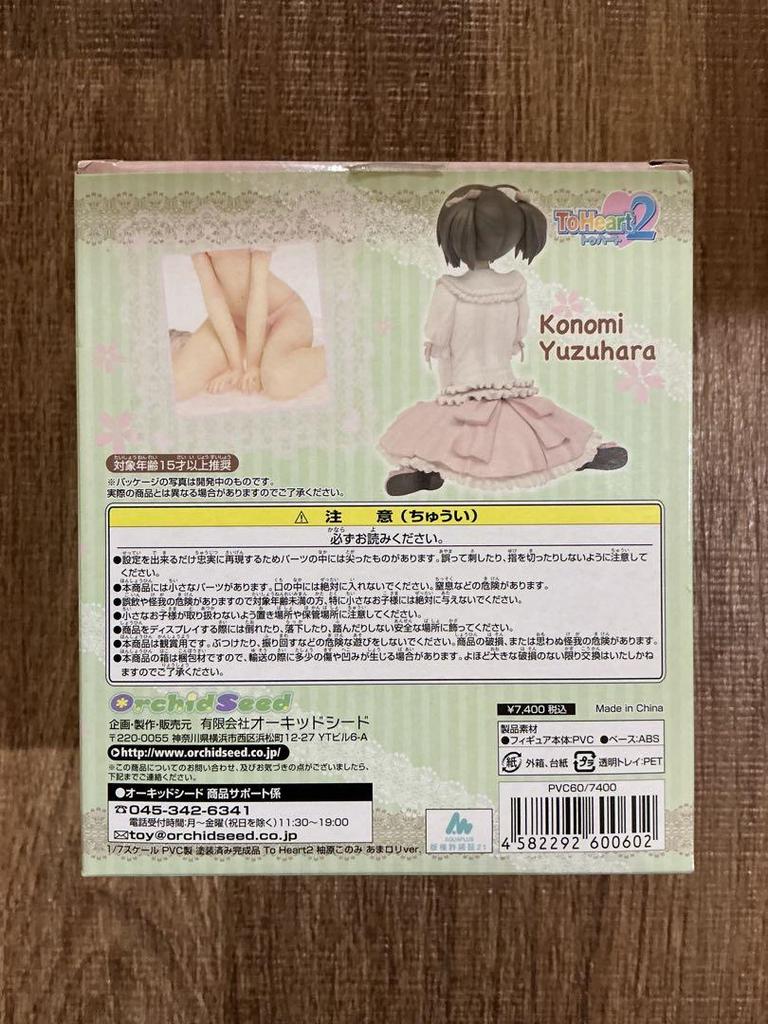 To Heart2
トゥハート
Konomi
Yuzuhara
対象年齢15才以上推奨
※パッケージの写真は開発中のものです。
実際の商品とは異なる場合がありますのでご了承ください。
⚠ 注 意(ちゅうい)
必ずお読みください。
●設定を出来るだけ忠実に再現するためパーツの中には尖ったものがあります。誤って刺したり、指を切ったりしないように注意して
ください。
●本商品には小さなパーツがあります。口の中には絶対に入れないでください。窒息などの危険があります。
●誤飲や怪我の危険がありますので対象年齢未満の方、特に小さなお子様には絶対に与えないでください。
●小さなお子様が取り扱わないよう置き場所や保管場所に注意してください。
●商品をディスプレイする際には倒れたり、落下したり、踏んだりしない安全な場所に飾ってください。
●本商品は観賞用です。ぶつけたり、振り回すなどの危険な遊びをしないでください。商品の破損、または思わぬ怪我の危険があります。
●本商品の箱は梱包材ですので、輸送の際に多少の傷や凹みが生じる場合があります。よほど大きな破損のない限り交換はいたしかね
ますのでご了承ください。
OrchidSeed
企画・製作・販売元 有限会社オーキッドシード
〒220-0055 神奈川県横浜市西区浜松町12-27 YTビル6-A
http://www.orchidseed.co.jp/
※この商品についてのお問い合わせ、及びお気づきの点がございましたら、
下記までご連絡ください。
●オーキッドシード 商品サポート係
☎045-342-6341
電話受付時間:月〜金曜(祝日を除く)11:30〜19:00
✉toy@orchidseed.co.jp
1/7スケール PVC製 塗装済み完成品 To Heart2 柚原このみ あまロリver.
AQUAPLUS
版権許諾証21
¥7,400 税込
Made in China
製品素材
●フィギュア本体:PVC ●ベース:ABS
紙 外箱、台紙 プラ 透明トレイ:PET
PVC60/7400
4 582292 600602